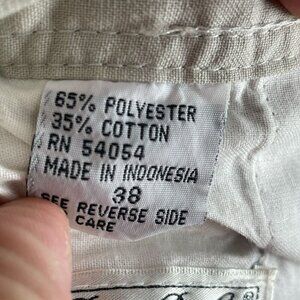 65% POLYESTER
35% COTTON
RN 54054
MADE IN INDONESIA
38
SEE REVERSE SIDE
CARE